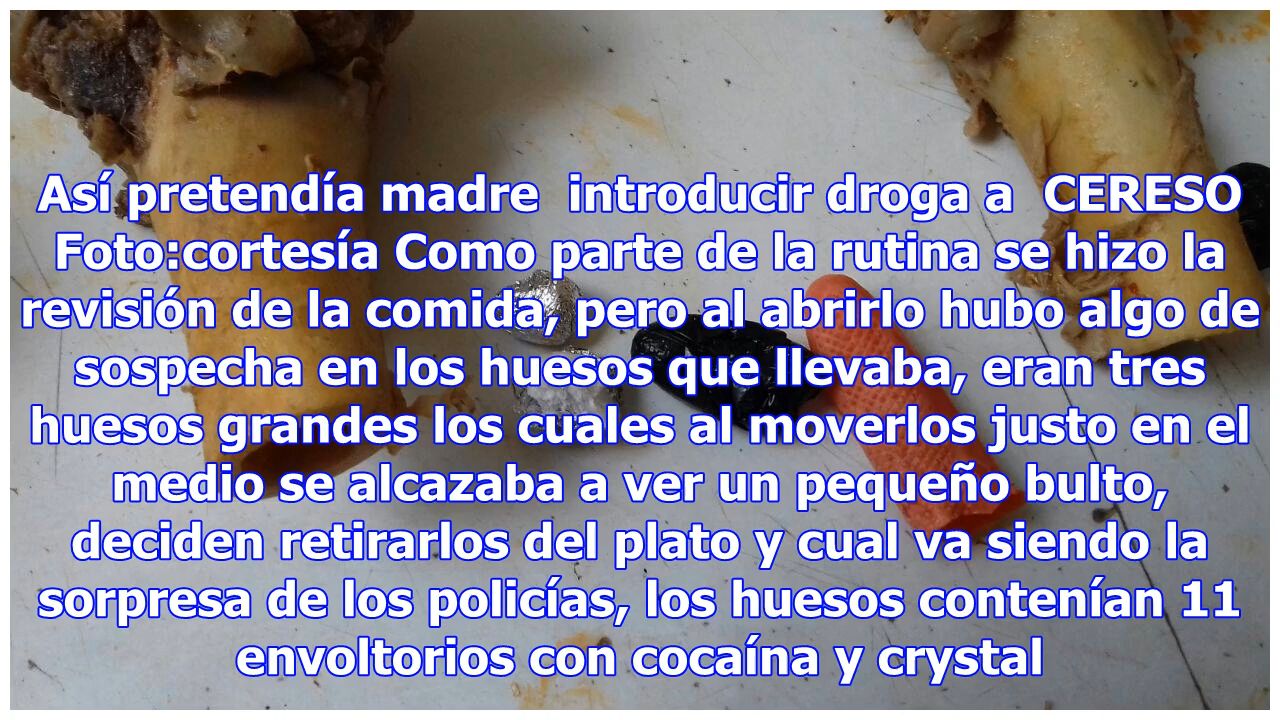 Así pretendía madre  introducir droga a  CERESO
Foto:cortesía Como parte de la rutina se hizo la
revisión de la comida, pero al abrirlo hubo algo de
sospecha en los huesos que llevaba, eran tres
huesos grandes los cuales al moverlos justo en el
medio se alcazaba a ver un pequeño bulto,
deciden retirarlos del plato y cual va siendo la
sorpresa de los policías, los huesos contenían 11
envoltorios con cocaína y crystal